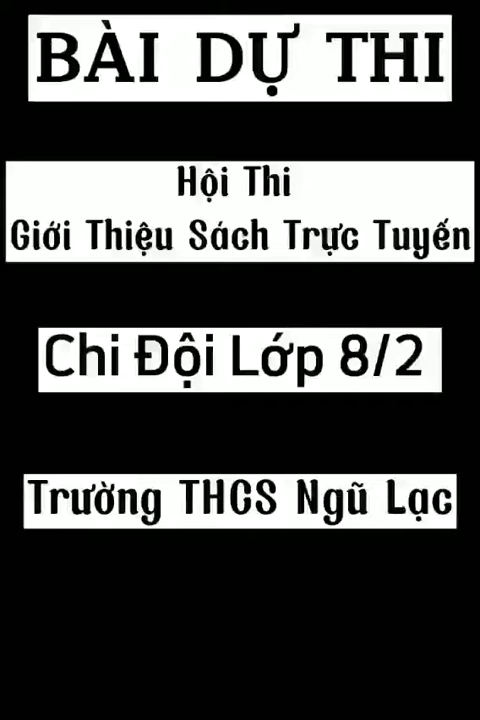 BÀI DỰ THI
Hội Thi
Giới Thiệu Sách Trực Tuyến
Chi Đội Lớp 8/2
Trường THCS Ngũ Lạc